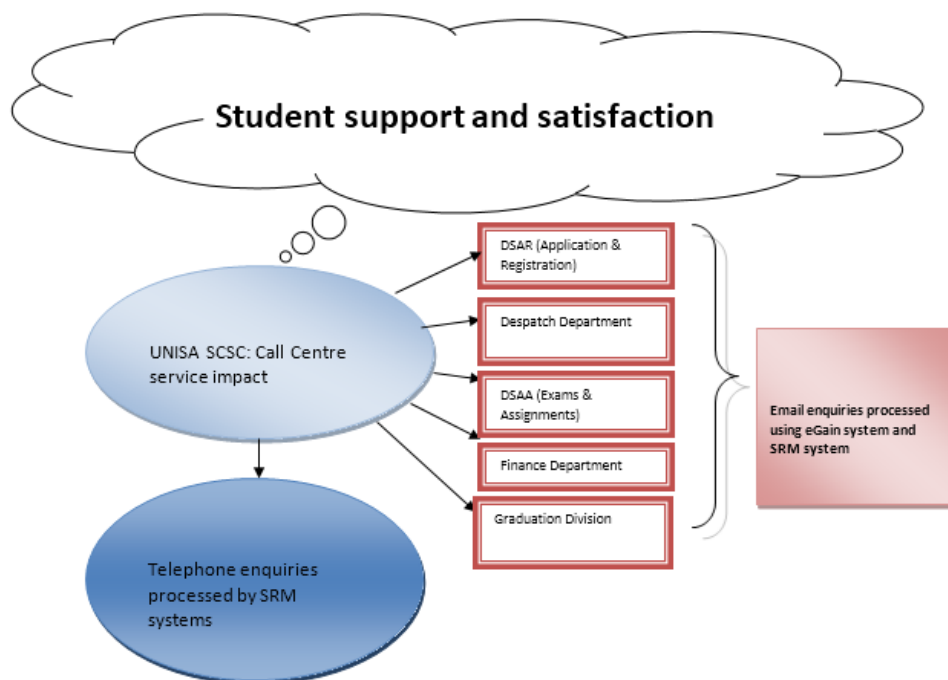 Student support and satisfaction
DSAR (Application &
Registration)
Despatch Department
UNISA SCSC: Call Centre
service impact
DSAA (Exams &
Assignments)
Email enquiries processed
using eGain system and
SRM system
Finance Department
Graduation Division
Telephone enquiries
processed by SRM
systems